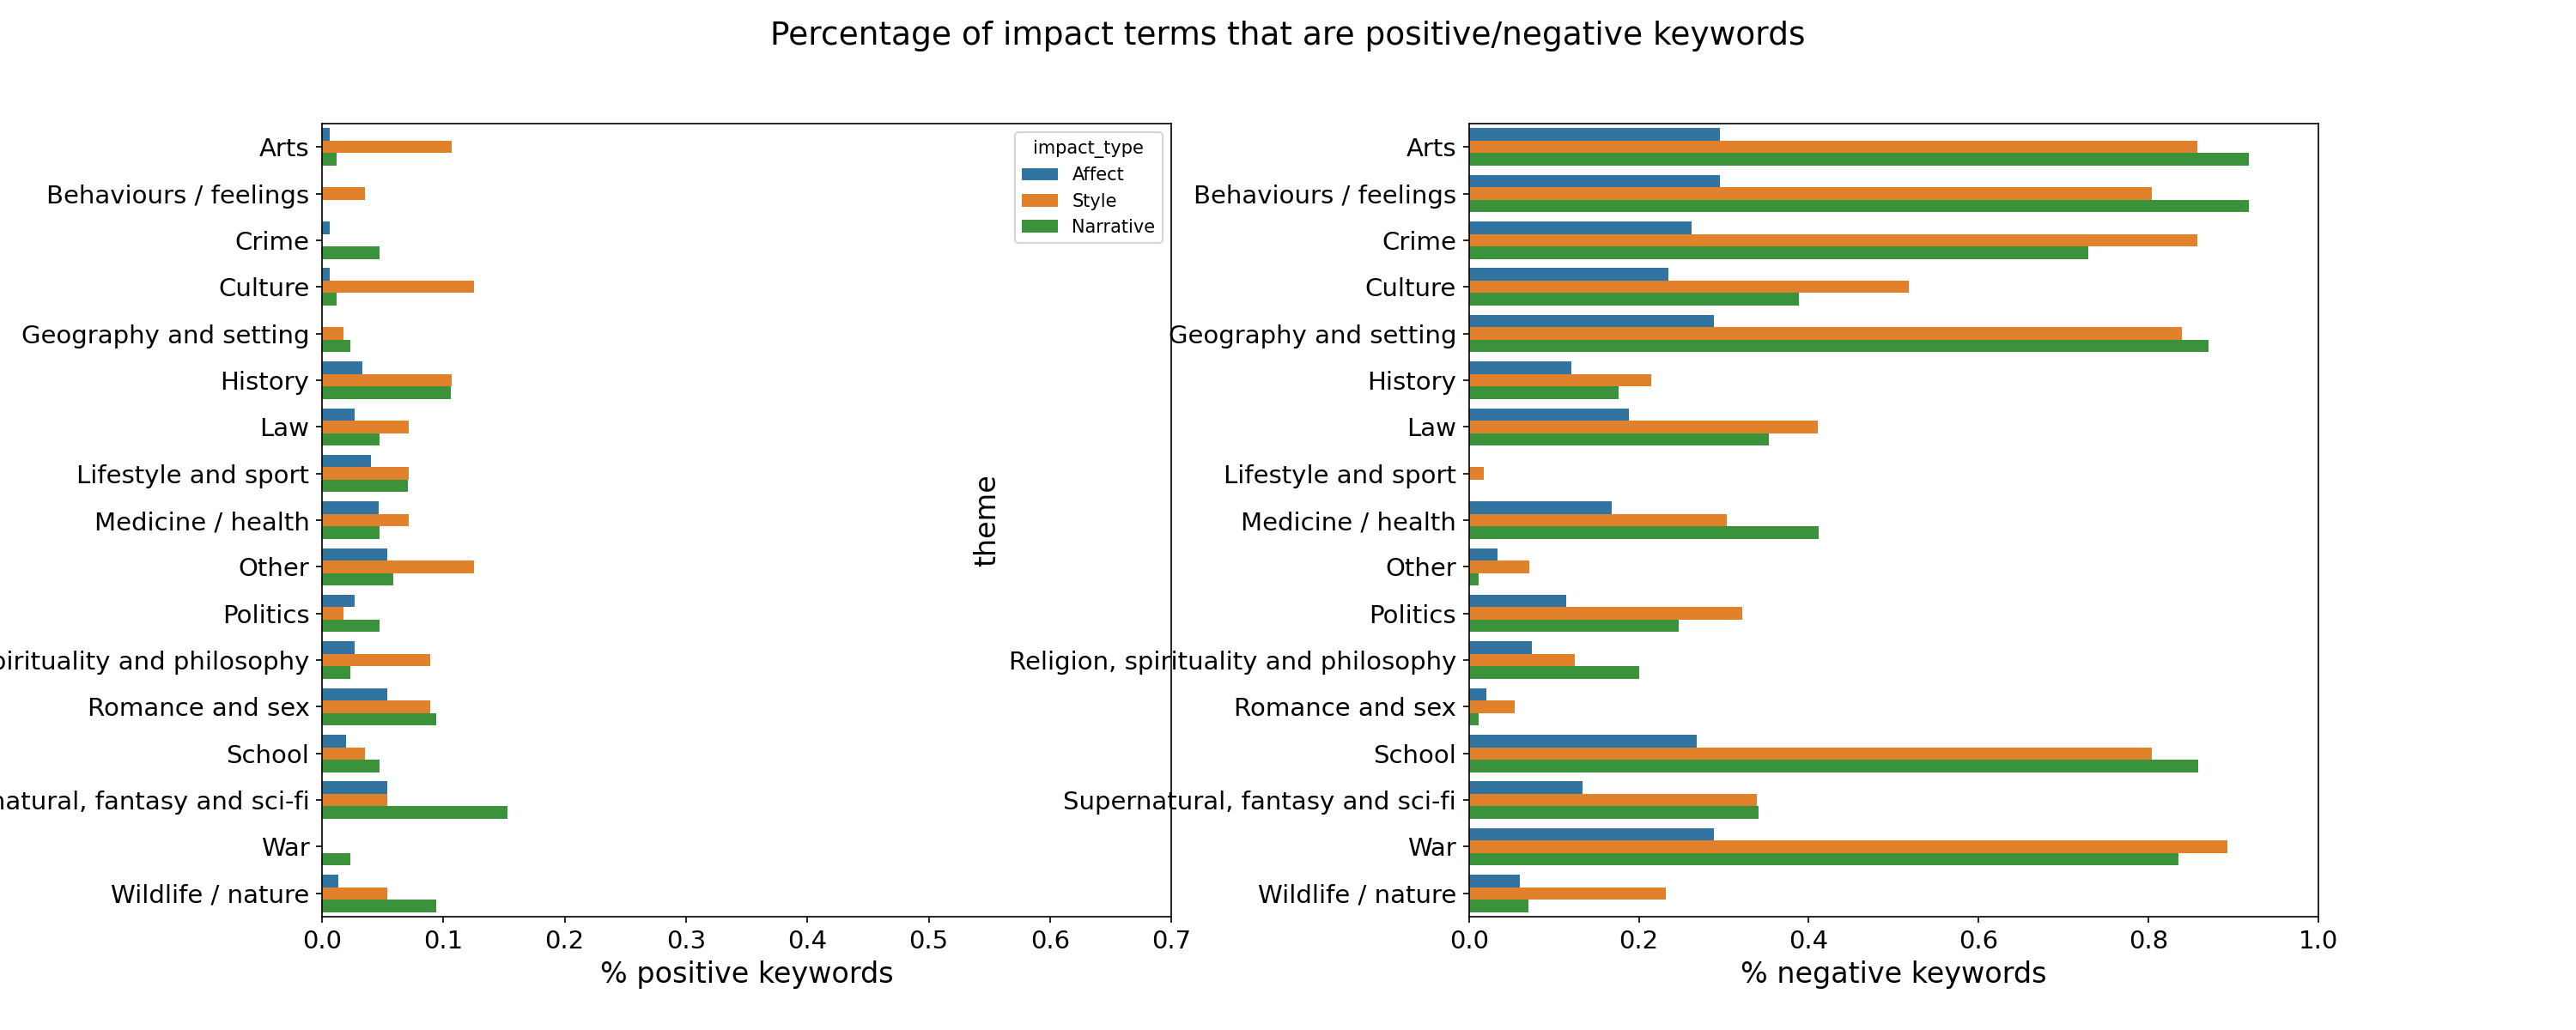 Percentage of impact terms that are positive/negative keywords
Arts
Behaviours / feelings
Crime
Culture
Geography and setting
History
Law
Lifestyle and sport
Medicine / health
Other
Politics
and philosophy
Romance and sex
School
fantasy and sci-fi
War
Wildlife / nature
0.0 0.1 0.2 0.3 0.4 0.5 0.6 0.7
% positive keywords
impact_type
Affect
Style
Narrative
theme
Arts
Behaviours / feelings
Crime
Culture
Geography and setting
History
Law
Lifestyle and sport
Medicine / health
Other
Politics
Religion, spirituality and philosophy
Romance and sex
School
Supernatural, fantasy and sci-fi
War
Wildlife / nature
0.0 0.2 0.4 0.6 0.8 1.0
% negative keywords